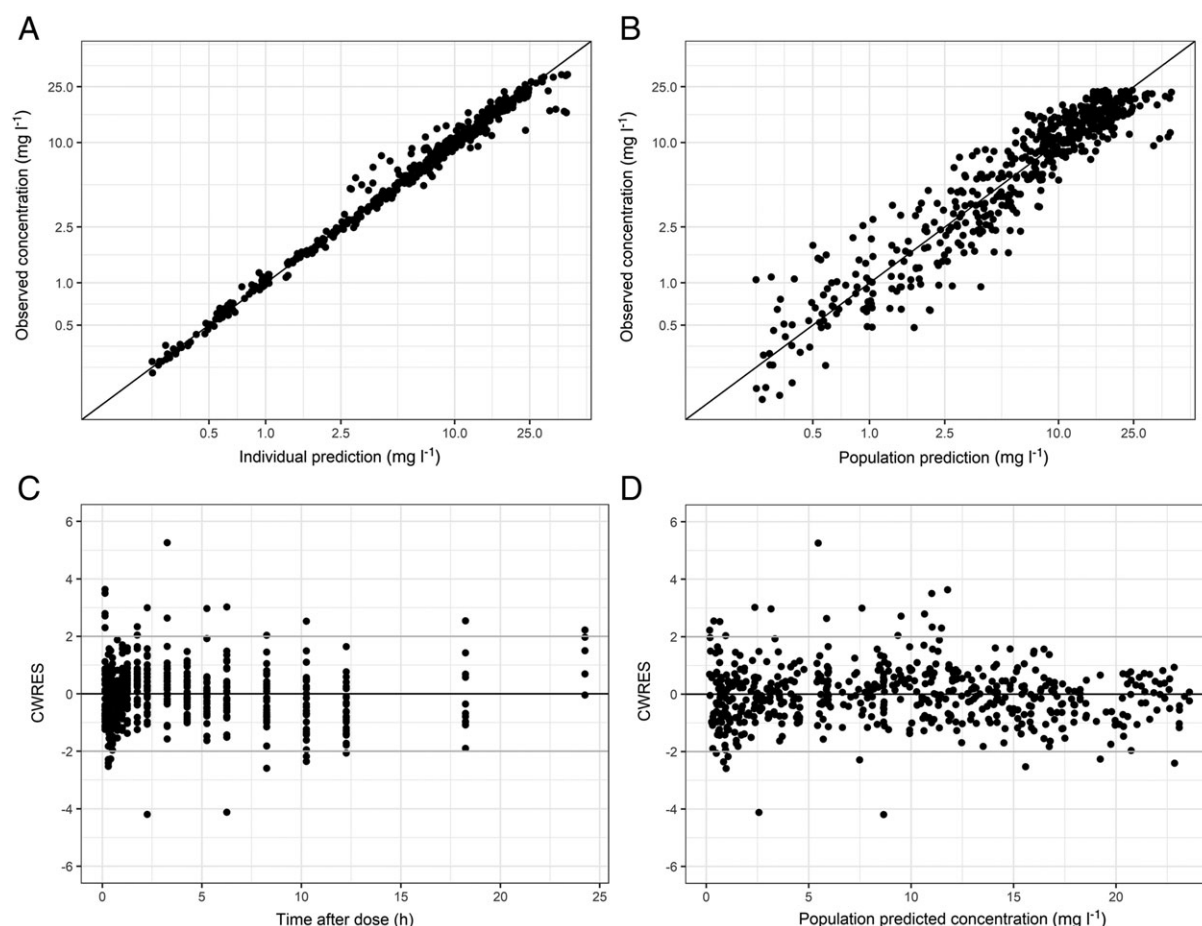 A
B
25.0
10.0
2.5
1.0
0.5
Observed concentration (mg l⁻¹)
0.5 1.0 2.5 10.0 25.0
Individual prediction (mg l⁻¹)
25.0
10.0
2.5
1.0
0.5
Observed concentration (mg l⁻¹)
0.5 1.0 2.5 10.0 25.0
Population prediction (mg l⁻¹)
C
D
6
4
2
0
-2
-4
-6
CWRES
0 5 10 15 20 25
Time after dose (h)
6
4
2
0
-2
-4
-6
CWRES
0 5 10 15 20
Population predicted concentration (mg l⁻¹)